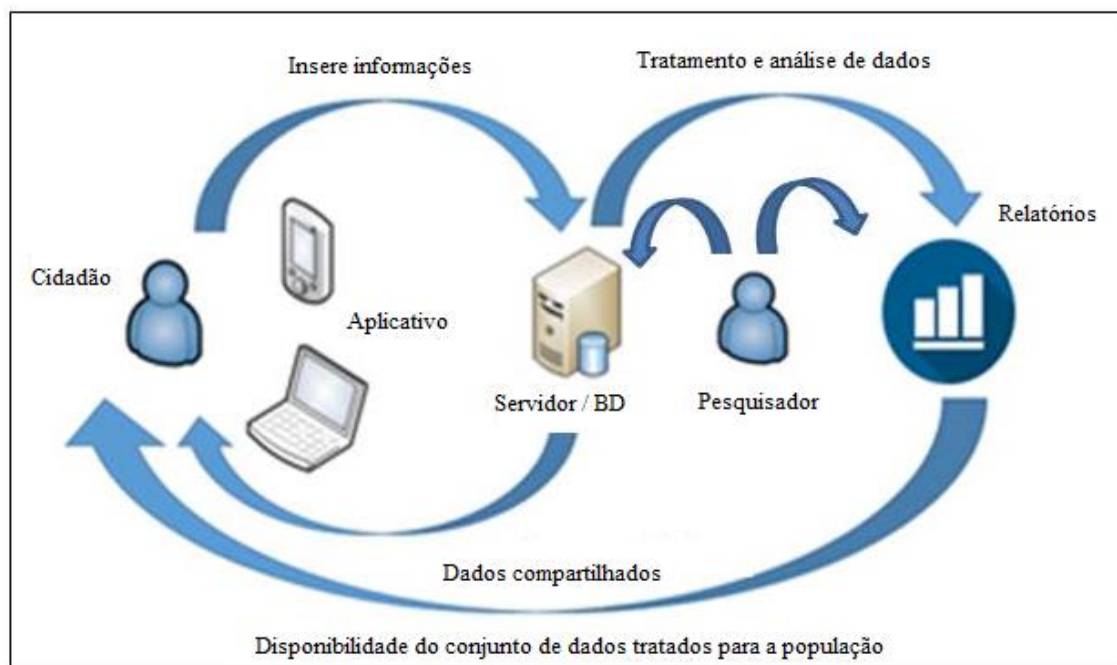 Insere informações
Tratamento e análise de dados
Relatórios
Cidadão
Aplicativo
Servidor / BD
Pesquisador
Dados compartilhados
Disponibilidade do conjunto de dados tratados para a população